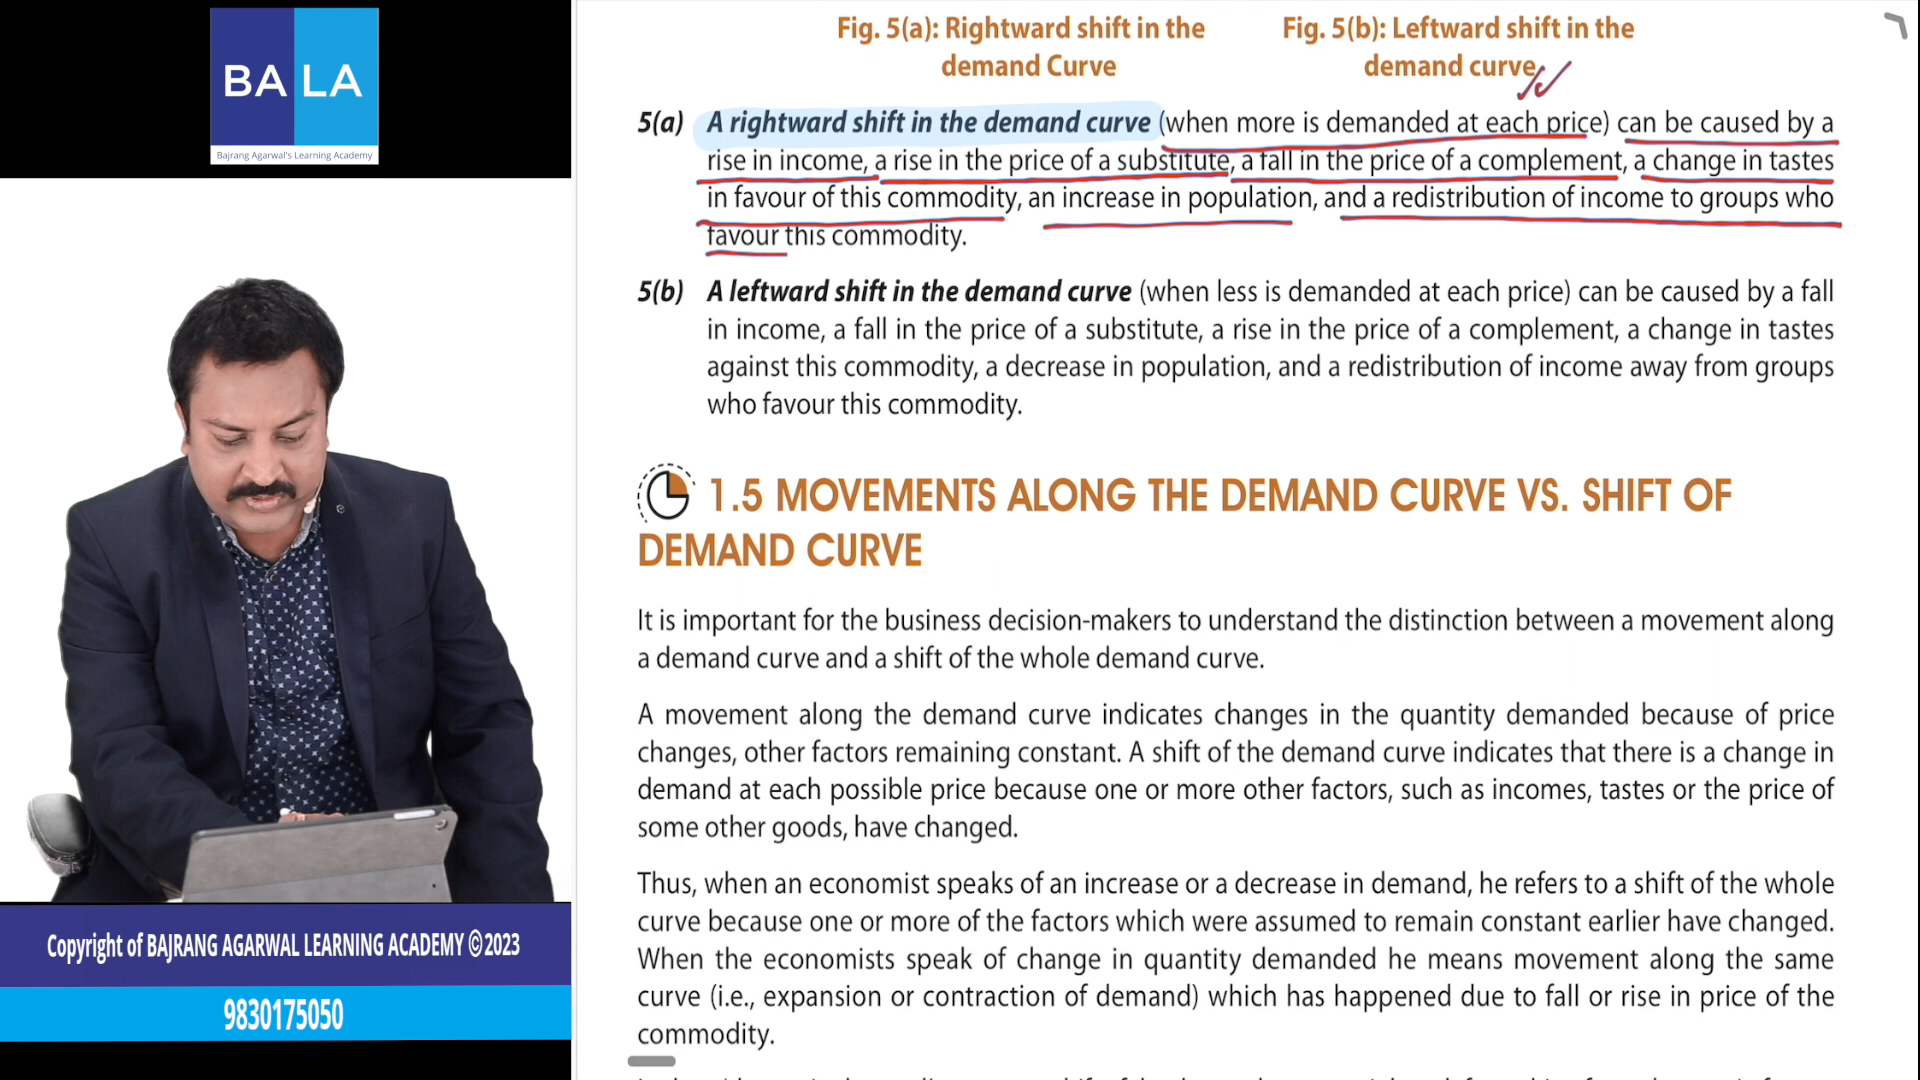 BA LA
Bajrang Agarwal's Learning Academy
Copyright of BAJRANG AGARWAL LEARNING ACADEMY ©2023
9830175050
Fig. 5(a): Rightward shift in the
demand Curve
Fig. 5(b): Leftward shift in the
demand curve
5(a) A rightward shift in the demand curve (when more is demanded at each price) can be caused by a
rise in income, a rise in the price of a substitute, a fall in the price of a complement, a change in tastes
in favour of this commodity, an increase in population, and a redistribution of income to groups who
favour this commodity.
5(b) A leftward shift in the demand curve (when less is demanded at each price) can be caused by a fall
in income, a fall in the price of a substitute, a rise in the price of a complement, a change in tastes
against this commodity, a decrease in population, and a redistribution of income away from groups
who favour this commodity.
1.5 MOVEMENTS ALONG THE DEMAND CURVE VS. SHIFT OF
DEMAND CURVE
It is important for the business decision-makers to understand the distinction between a movement along
a demand curve and a shift of the whole demand curve.
A movement along the demand curve indicates changes in the quantity demanded because of price
changes, other factors remaining constant. A shift of the demand curve indicates that there is a change in
demand at each possible price because one or more other factors, such as incomes, tastes or the price of
some other goods, have changed.
Thus, when an economist speaks of an increase or a decrease in demand, he refers to a shift of the whole
curve because one or more of the factors which were assumed to remain constant earlier have changed.
When the economists speak of change in quantity demanded he means movement along the same
curve (i.e., expansion or contraction of demand) which has happened due to fall or rise in price of the
commodity.